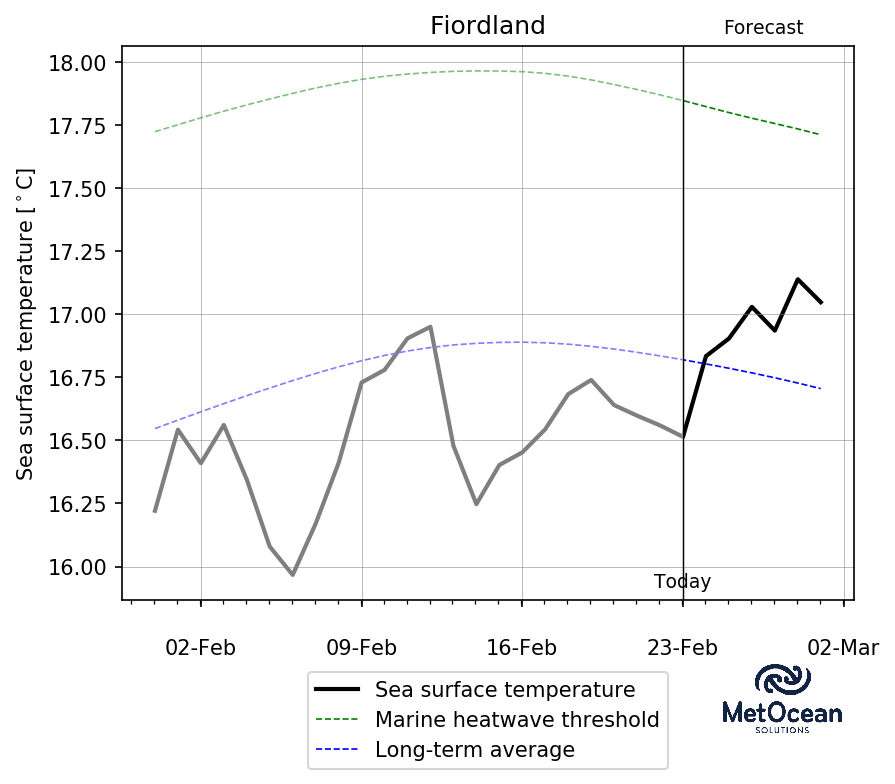 Fiordland
Forecast
Sea surface temperature [°C]
18.00
17.75
17.50
17.25
17.00
16.75
16.50
16.25
16.00
Today
02-Feb 09-Feb 16-Feb 23-Feb 02-Mar
Sea surface temperature
Marine heatwave threshold
Long-term average
MetOcean
SOLUTIONS